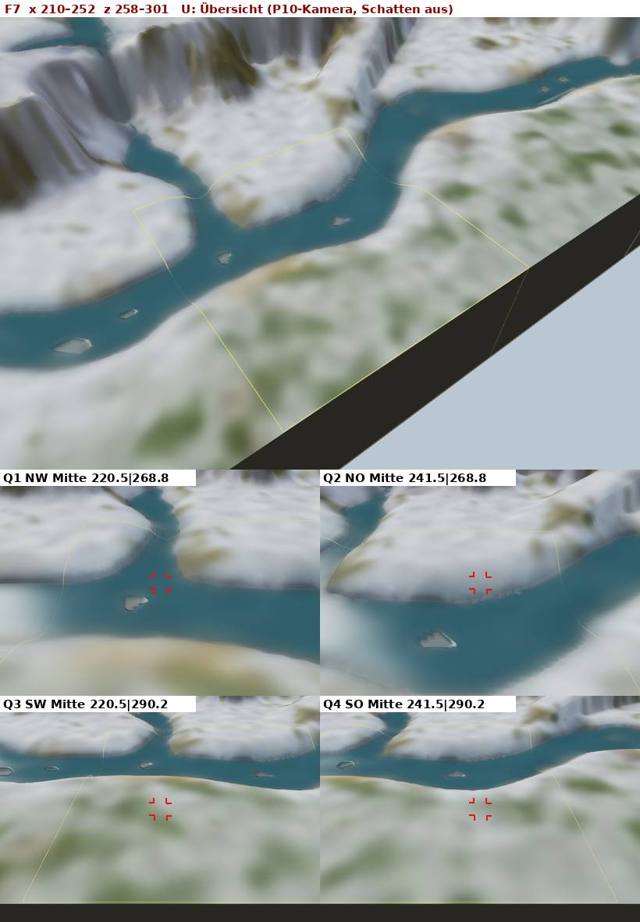 F7 x 210–252 z 258–301 U: Übersicht (P10-Kamera, Schatten aus)
Q1 NW Mitte 220.5|268.8
Q2 NO Mitte 241.5|268.8
Q3 SW Mitte 220.5|290.2
Q4 SO Mitte 241.5|290.2